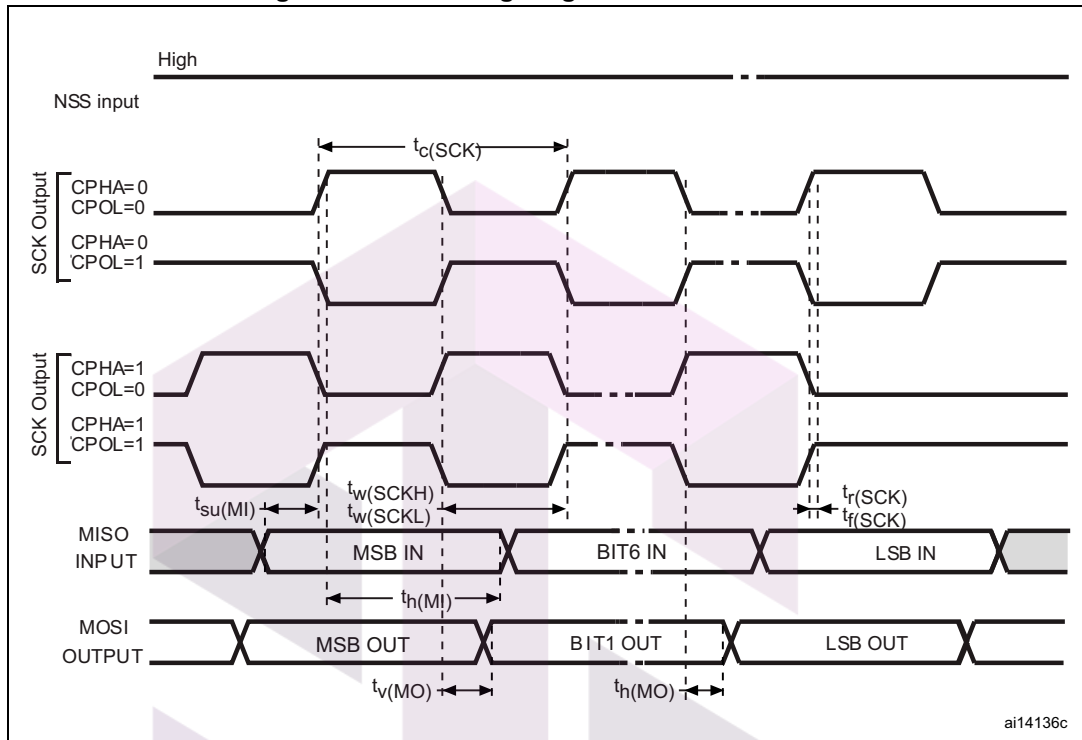 High
NSS input
tc(SCK)
SCK Output
CPHA=0
CPOL=0
CPHA=0
CPOL=1
SCK Output
CPHA=1
CPOL=0
CPHA=1
CPOL=1
tsu(MI)
tw(SCKH)
tw(SCKL)
tr(SCK)
tf(SCK)
MISO
INPUT
MSB IN
BIT6 IN
LSB IN
th(MI)
MOSI
OUTPUT
MSB OUT
BIT1 OUT
LSB OUT
tv(MO)
th(MO)
ai14136c